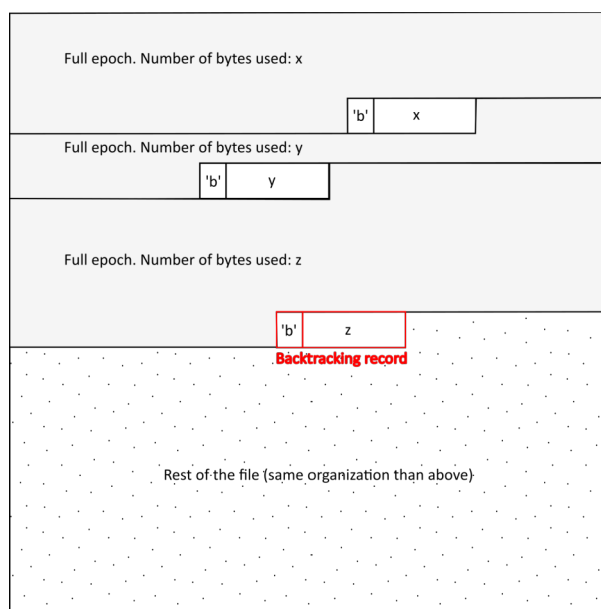 Full epoch. Number of bytes used: x
'b' x
Full epoch. Number of bytes used: y
'b' y
Full epoch. Number of bytes used: z
'b' z
Backtracking record
Rest of the file (same organization than above)